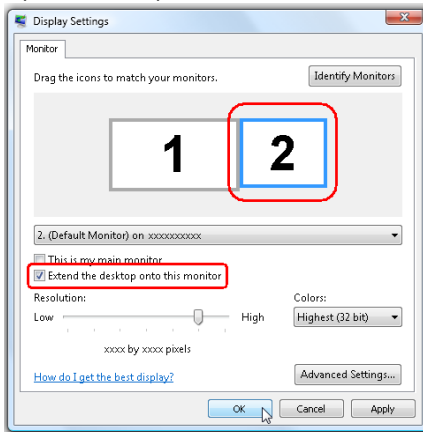 Display Settings
Monitor
Drag the icons to match your monitors.
Identify Monitors
1
2
2. (Default Monitor) on xxxxxxxxxx
This is my main monitor
Extend the desktop onto this monitor
Resolution:
Colors:
Low
High
Highest (32 bit)
xxxx by xxxx pixels
How do I get the best display?
Advanced Settings...
OK
Cancel
Apply